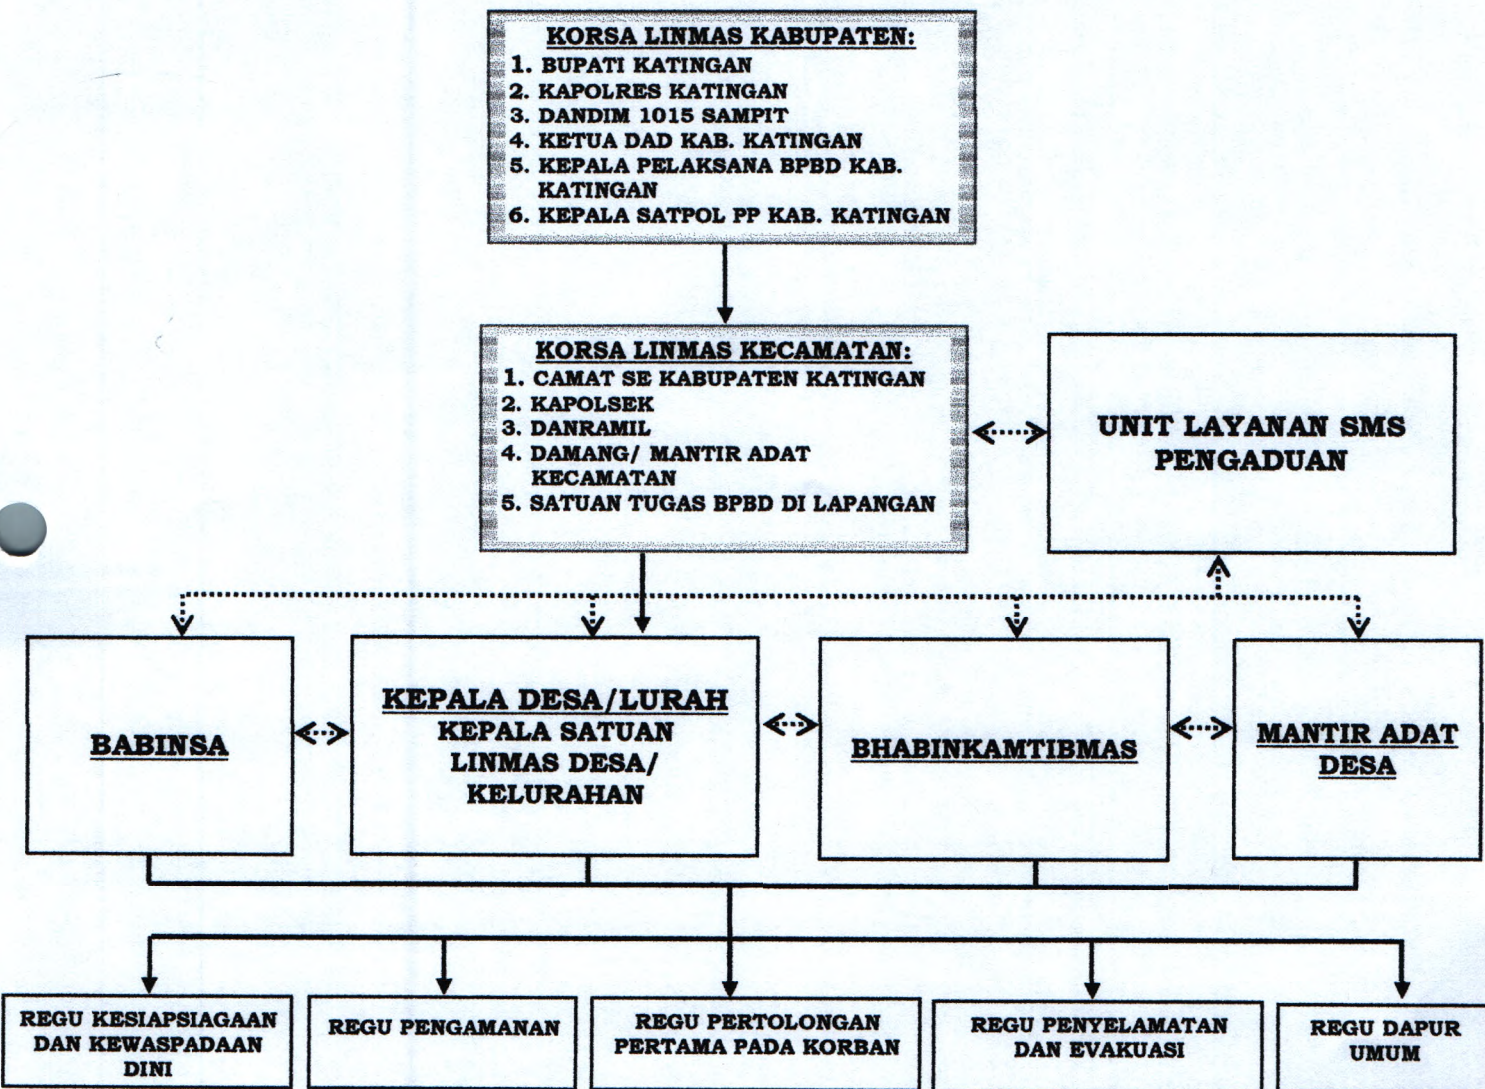 KORSA LINMAS KABUPATEN:
1. BUPATI KATINGAN
2. KAPOLRES KATINGAN
3. DANDIM 1015 SAMPIT
4. KETUA DAD KAB. KATINGAN
5. KEPALA PELAKSANA BPBD KAB.
KATINGAN
6. KEPALA SATPOL PP KAB. KATINGAN
KORSA LINMAS KECAMATAN:
1. CAMAT SE KABUPATEN KATINGAN
2. KAPOLSEK
3. DANRAMIL
4. DAMANG/ MANTIR ADAT
KECAMATAN
5. SATUAN TUGAS BPBD DI LAPANGAN
UNIT LAYANAN SMS
PENGADUAN
BABINSA
KEPALA DESA/LURAH
KEPALA SATUAN
LINMAS DESA/
KELURAHAN
BHABINKAMTIBMAS
MANTIR ADAT
DESA
REGU KESIAPSIAGAAN
DAN KEWASPADAAN
DINI
REGU PENGAMANAN
REGU PERTOLONGAN
PERTAMA PADA KORBAN
REGU PENYELAMATAN
DAN EVAKUASI
REGU DAPUR
UMUM